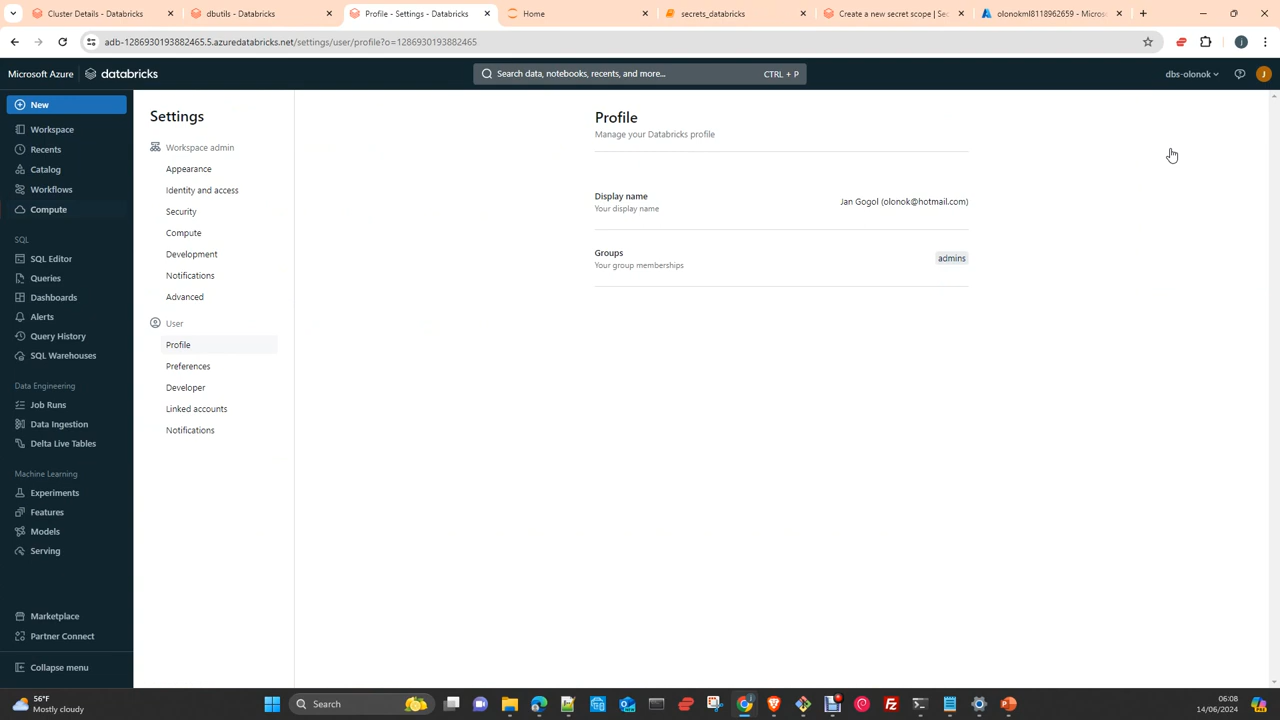 Cluster Details - Databricks
dbutils - Databricks
Profile - Settings - Databricks
Home
secrets_databricks
Create a new secret scope | Sec
olonokml8118962659 - Microso
adb-1286930193882465.5.azuredatabricks.net/settings/user/profile?o=1286930193882465
Microsoft Azure
databricks
Search data, notebooks, recents, and more...
CTRL + P
dbs-olonok
J
New
Workspace
Recents
Catalog
Workflows
Compute
SQL
SQL Editor
Queries
Dashboards
Alerts
Query History
SQL Warehouses
Data Engineering
Job Runs
Data Ingestion
Delta Live Tables
Machine Learning
Experiments
Features
Models
Serving
Marketplace
Partner Connect
Collapse menu
Settings
Workspace admin
Appearance
Identity and access
Security
Compute
Development
Notifications
Advanced
User
Profile
Preferences
Developer
Linked accounts
Notifications
Profile
Manage your Databricks profile
Display name
Your display name
Jan Gogol (olonok@hotmail.com)
Groups
Your group memberships
admins
56°F
Mostly cloudy
Search
06:08
14/06/2024